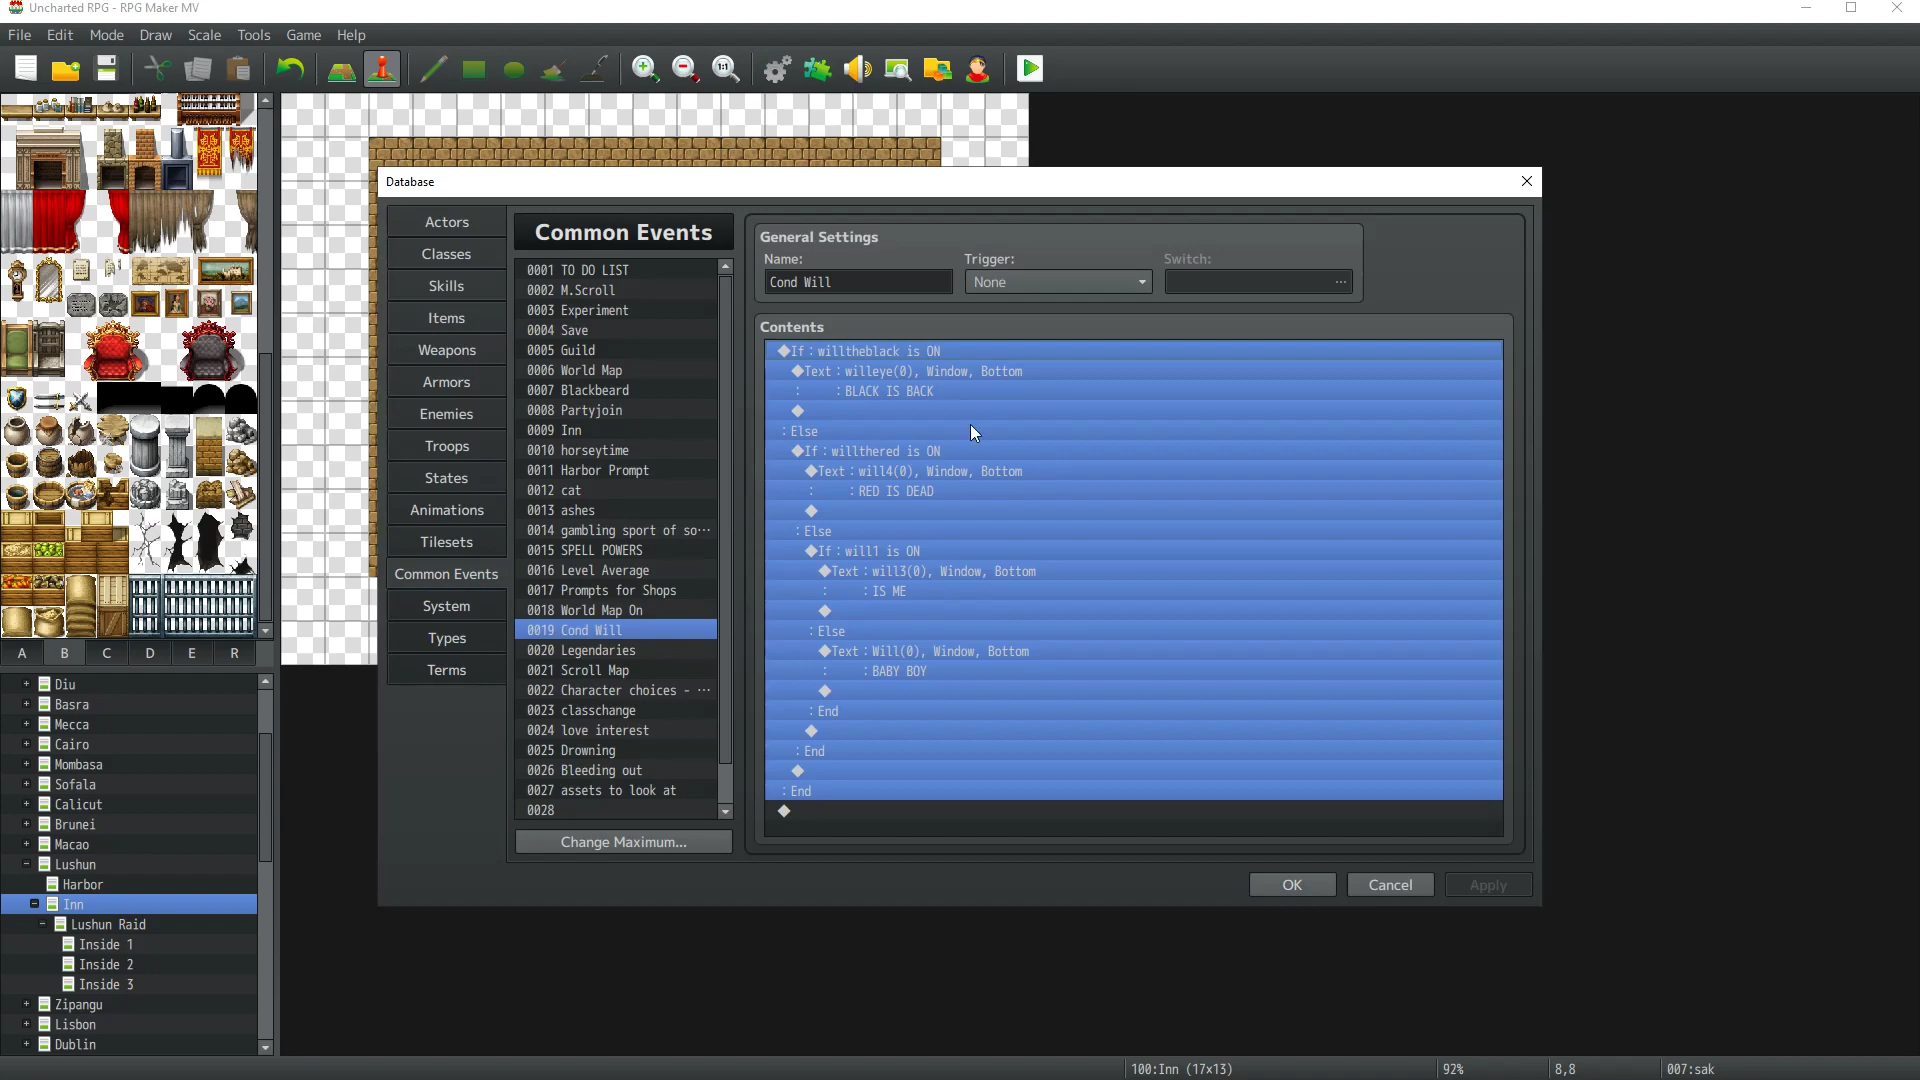 Uncharted RPG - RPG Maker MV
File Edit Mode Draw Scale Tools Game Help
1:1
Database
Actors
Classes
Skills
Items
Weapons
Armors
Enemies
Troops
States
Animations
Tilesets
Common Events
System
Types
Terms
Common Events
0001 TO DO LIST
0002 M.Scroll
0003 Experiment
0004 Save
0005 Guild
0006 World Map
0007 Blackbeard
0008 Partyjoin
0009 Inn
0010 horseytime
0011 Harbor Prompt
0012 cat
0013 ashes
0014 gambling sport of so···
0015 SPELL POWERS
0016 Level Average
0017 Prompts for Shops
0018 World Map On
0019 Cond Will
0020 Legendaries
0021 Scroll Map
0022 Character choices - ···
0023 classchange
0024 love interest
0025 Drowning
0026 Bleeding out
0027 assets to look at
0028
Change Maximum...
General Settings
Name: Trigger: Switch:
Cond Will None ...
Contents
◆If : willtheblack is ON
◆Text : willeye(0), Window, Bottom
: : BLACK IS BACK
◆
: Else
◆If : willthered is ON
◆Text : will4(0), Window, Bottom
: : RED IS DEAD
◆
: Else
◆If : will1 is ON
◆Text : will3(0), Window, Bottom
: : IS ME
◆
: Else
◆Text : Will(0), Window, Bottom
: : BABY BOY
◆
: End
◆
: End
◆
: End
◆
OK Cancel Apply
A B C D E R
Diu
Basra
Mecca
Cairo
Mombasa
Sofala
Calicut
Brunei
Macao
Lushun
Harbor
Inn
Lushun Raid
Inside 1
Inside 2
Inside 3
Zipangu
Lisbon
Dublin
100:Inn (17x13) 92% 8,8 007:sak